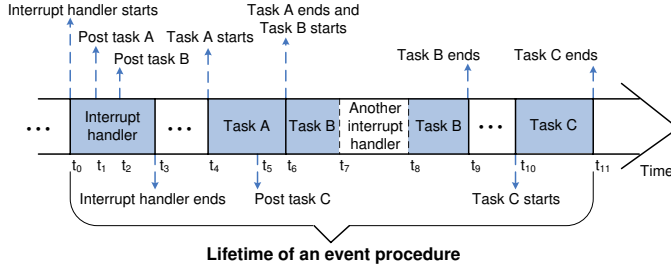 Interrupt handler starts
Post task A
Post task B
Task A starts
Task A ends and
Task B starts
Task B ends
Task C ends
...
Interrupt
handler
...
Task A
Task B
Another
interrupt
handler
Task B
...
Task C
t0
t1
t2
t3
t4
t5
t6
t7
t8
t9
t10
t11
Time
Interrupt handler ends
Post task C
Task C starts
Lifetime of an event procedure